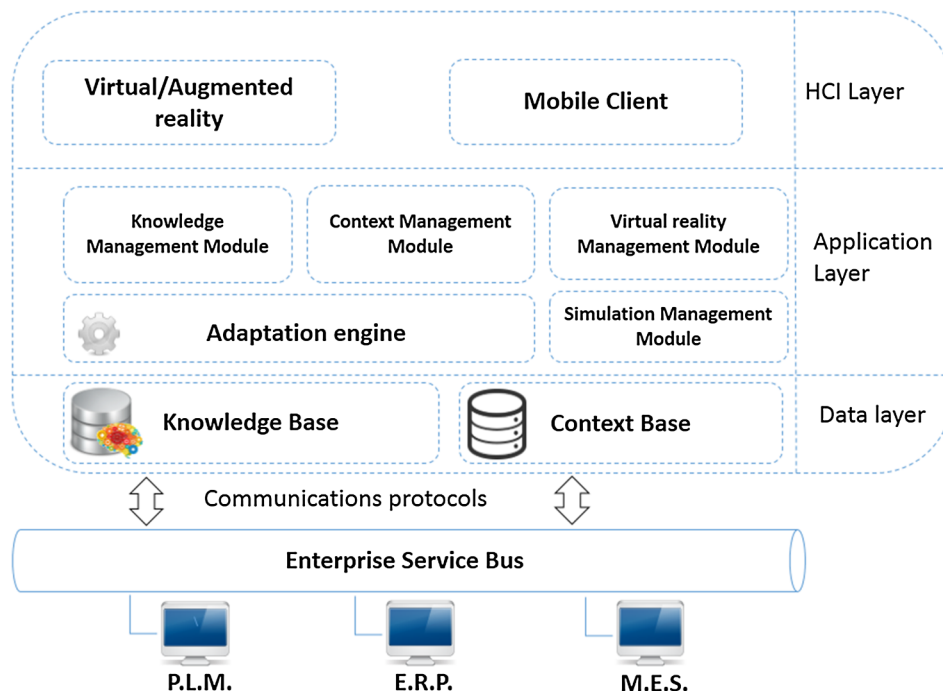 Virtual/Augmented
reality
Mobile Client
HCI Layer
Knowledge
Management Module
Context Management
Module
Virtual reality
Management Module
Application
Layer
Adaptation engine
Simulation Management
Module
Knowledge Base
Context Base
Data layer
Communications protocols
Enterprise Service Bus
P.L.M.
E.R.P.
M.E.S.